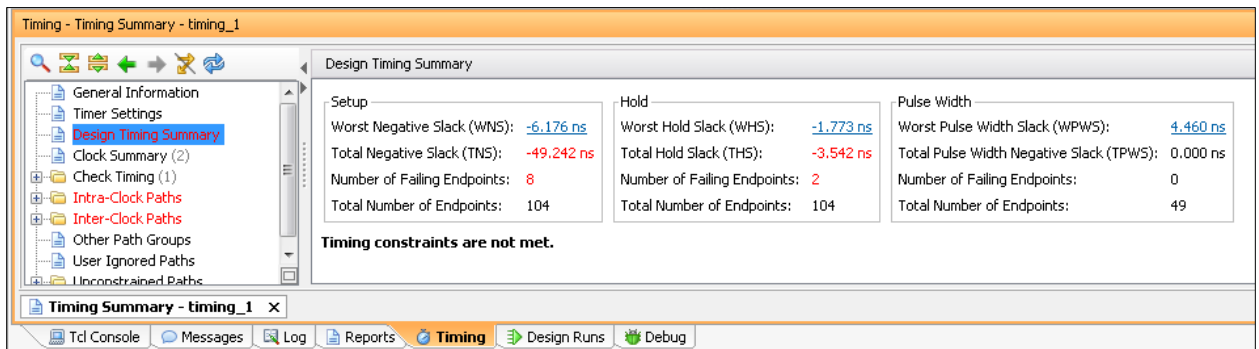 Timing - Timing Summary - timing_1
General Information
Timer Settings
Design Timing Summary
Clock Summary (2)
Check Timing (1)
Intra-Clock Paths
Inter-Clock Paths
Other Path Groups
User Ignored Paths
Unconstrained Paths
Design Timing Summary
Setup
Worst Negative Slack (WNS): -6.176 ns
Total Negative Slack (TNS): -49.242 ns
Number of Failing Endpoints: 8
Total Number of Endpoints: 104
Hold
Worst Hold Slack (WHS): -1.773 ns
Total Hold Slack (THS): -3.542 ns
Number of Failing Endpoints: 2
Total Number of Endpoints: 104
Pulse Width
Worst Pulse Width Slack (WPWS): 4.460 ns
Total Pulse Width Negative Slack (TPWS): 0.000 ns
Number of Failing Endpoints: 0
Total Number of Endpoints: 49
Timing constraints are not met.
Timing Summary - timing_1
Tcl Console Messages Log Reports Timing Design Runs Debug